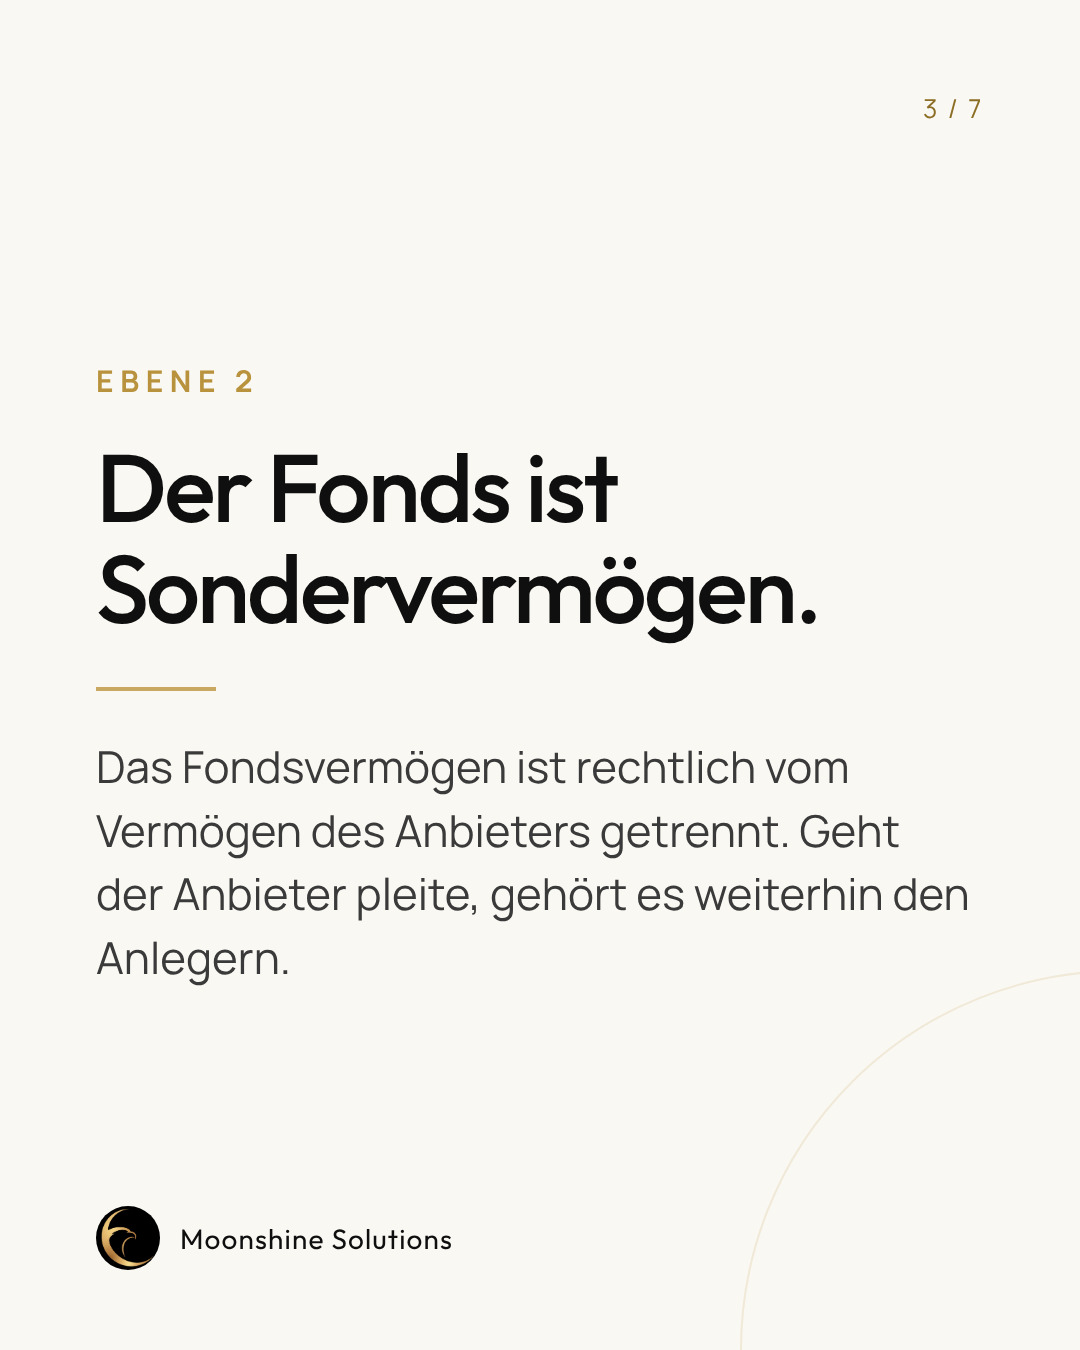 3 / 7
EBENE 2
Der Fonds ist
Sondervermögen.
Das Fondsvermögen ist rechtlich vom
Vermögen des Anbieters getrennt. Geht
der Anbieter pleite, gehört es weiterhin den
Anlegern.
Moonshine Solutions